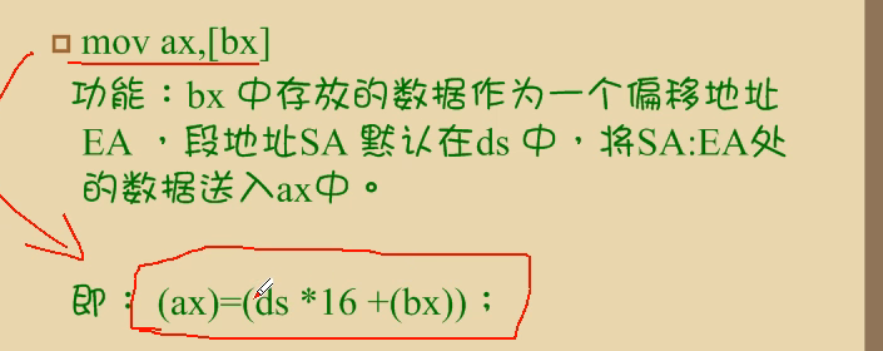 mov ax,[bx]
功能：bx 中存放的数据作为一个偏移地址
EA ，段地址SA 默认在ds 中，将SA:EA处
的数据送入ax中。
即：(ax)=(ds *16 +(bx))；